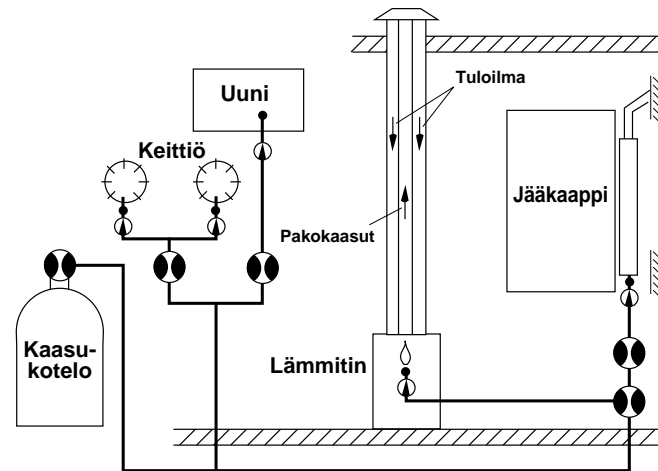 Uuni
Tuloilma
Keittiö
Jääkaappi
Pakokaasut
Kaasu-
kotelo
Lämmitin